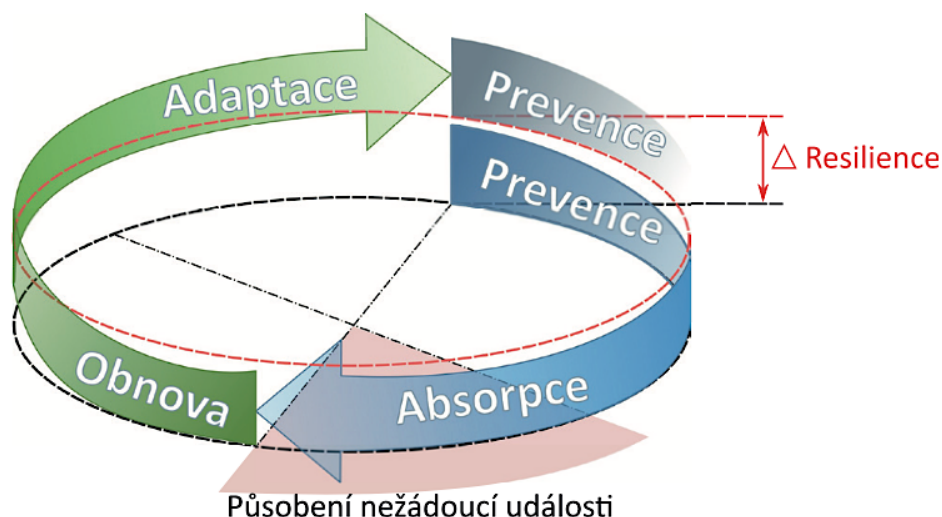 Adaptace
Prevence
Prevence
△ Resilience
Obnova
Absorpce
Působení nežádoucí události